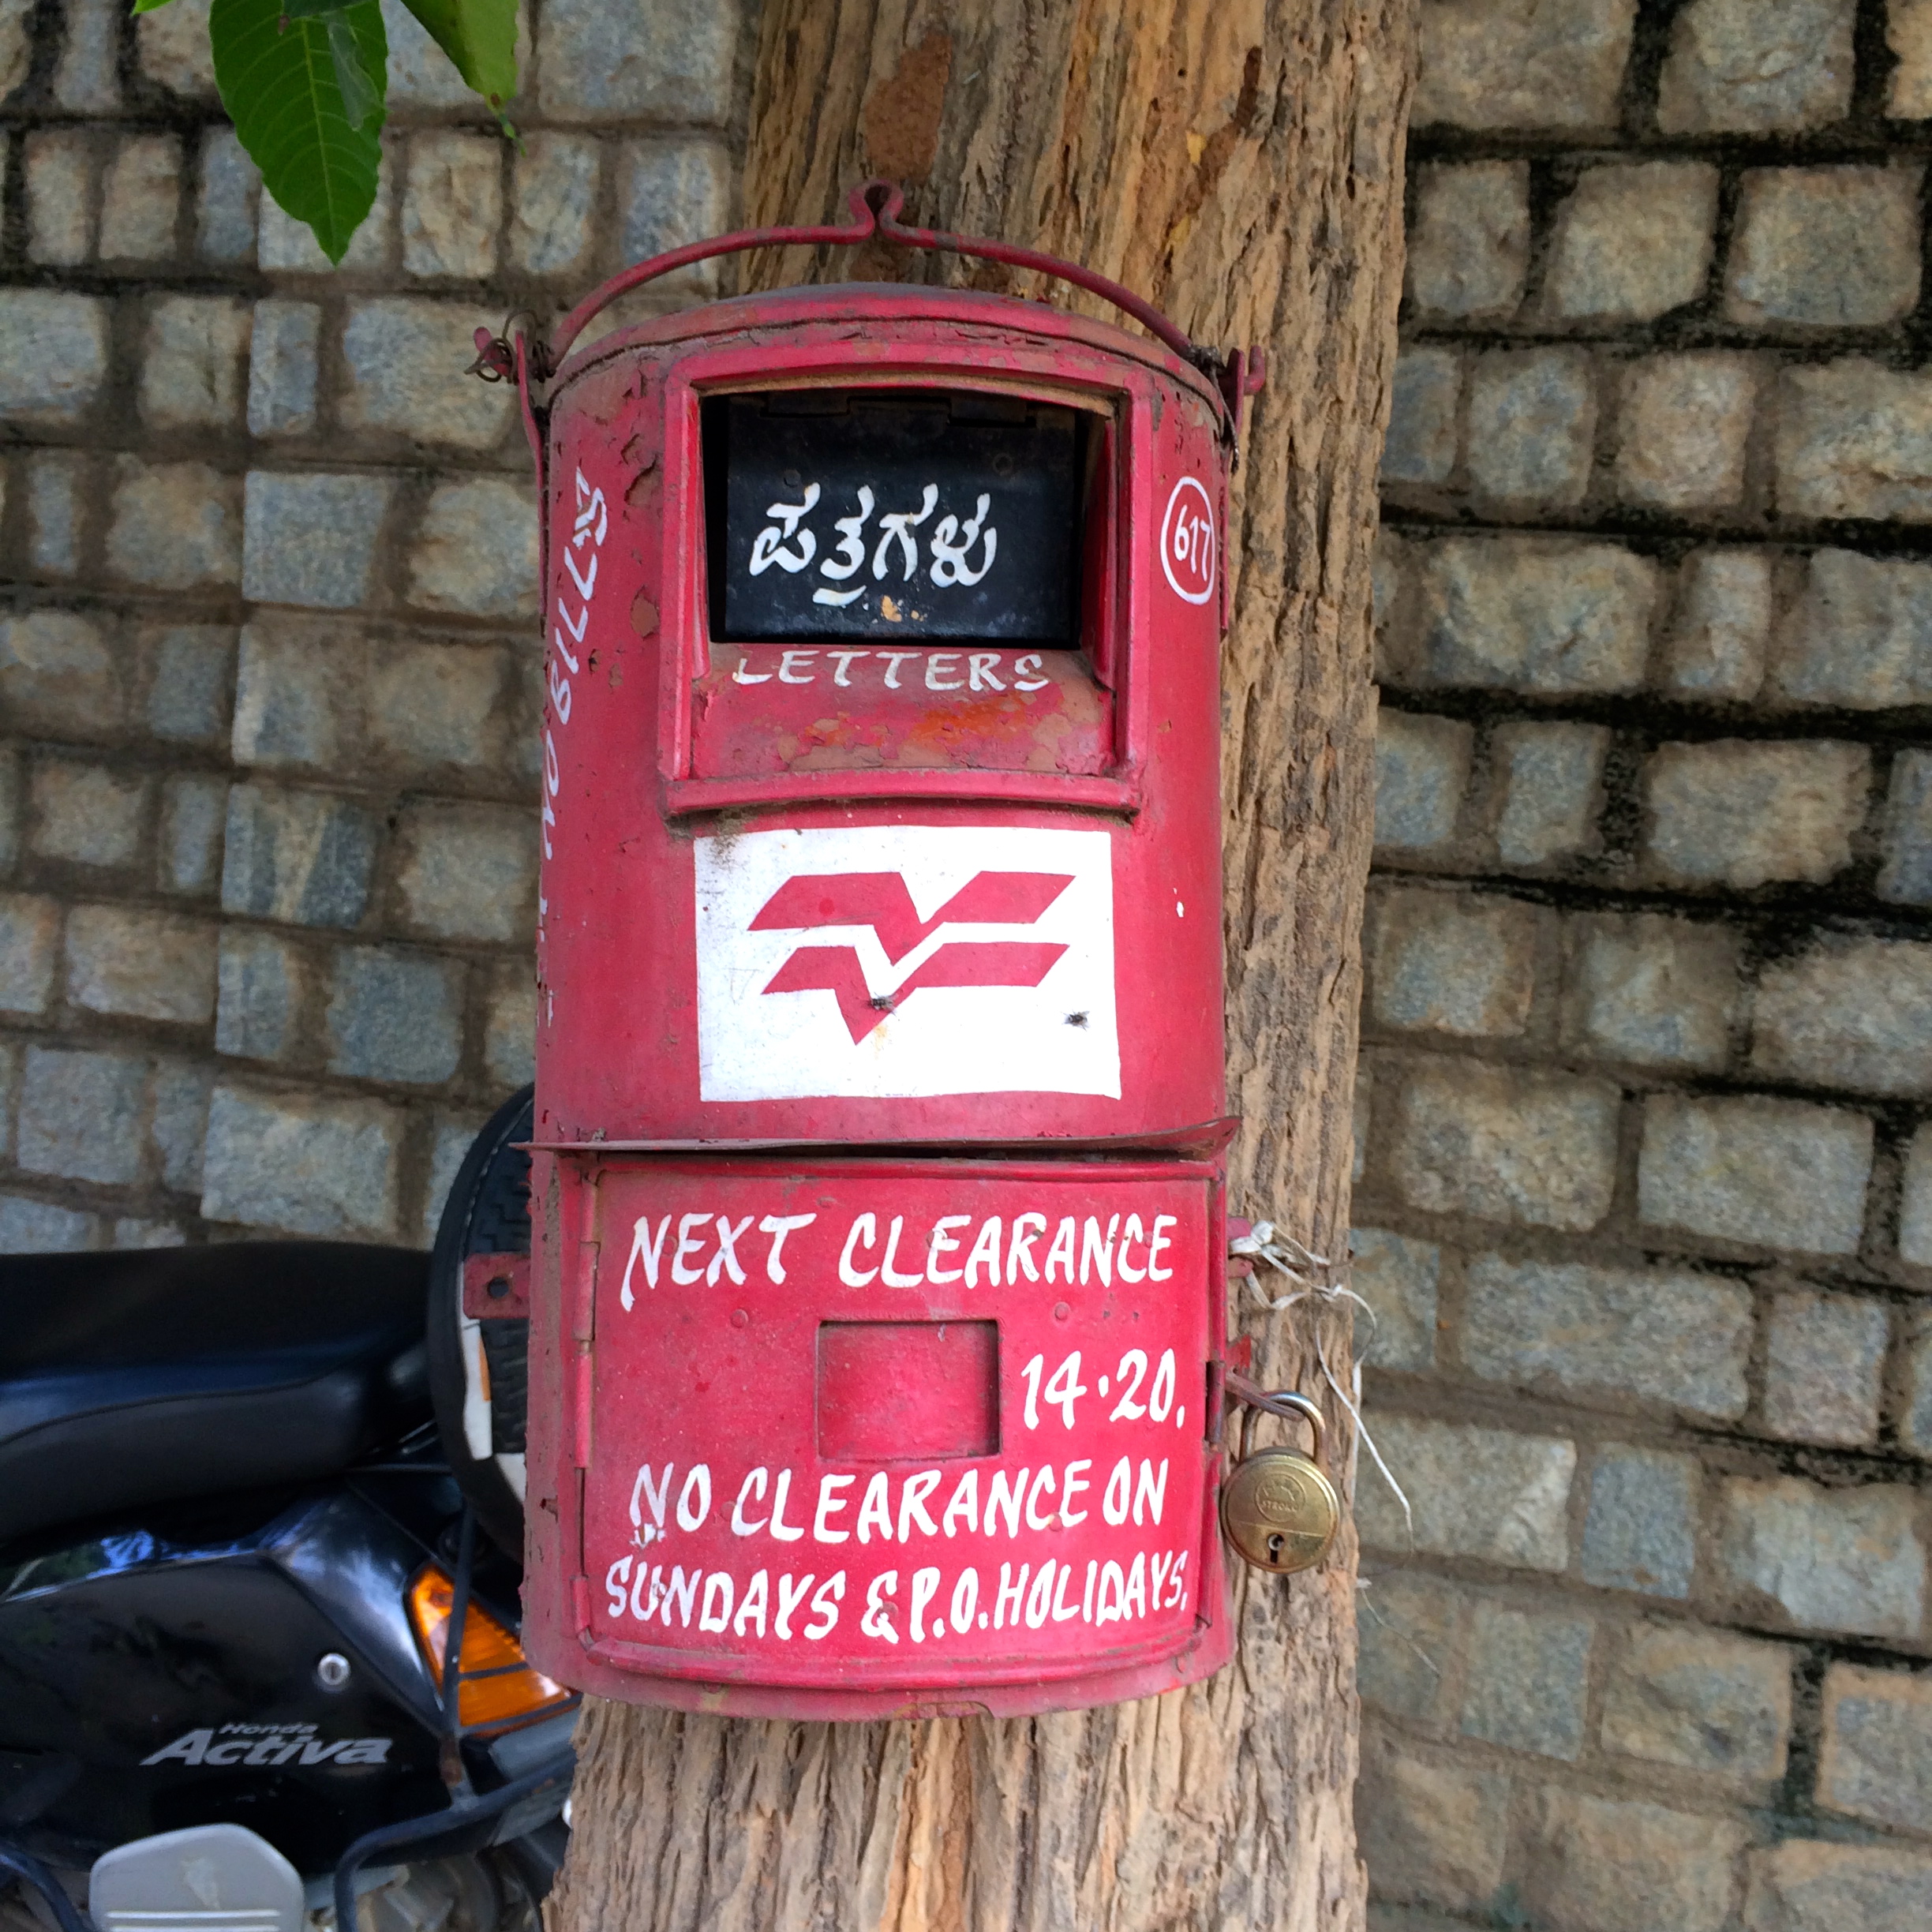 ಪತ್ರಗಳು
617
LETTERS
NEXT CLEARANCE
14.20.
NO CLEARANCE ON
SUNDAYS & P.O. HOLIDAYS.
Honda
Activa